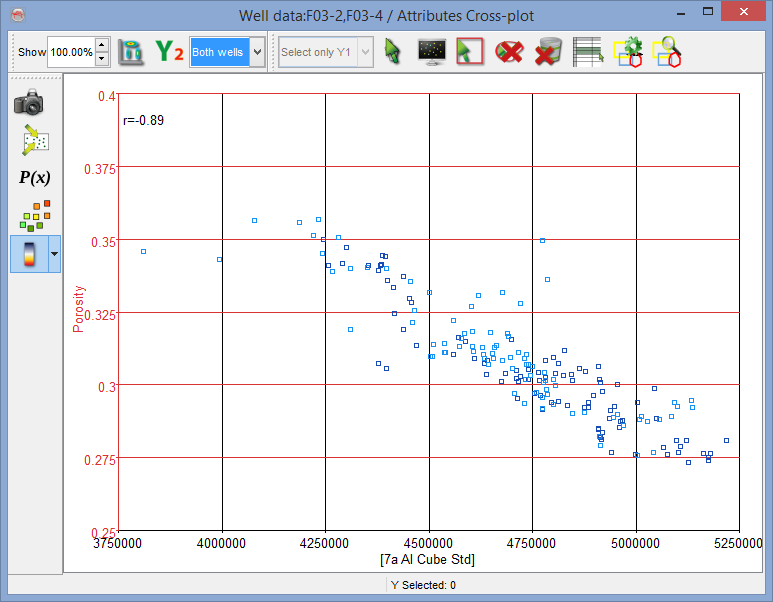 Well data:F03-2,F03-4 / Attributes Cross-plot
Show 100.00% Y 2 Both wells Select only Y1
P(x)
r=-0.89
0.4
0.375
0.35
0.325
0.3
0.275
0.25
Porosity
3750000 4000000 4250000 4500000 4750000 5000000 5250000
[7a AI Cube Std]
Y Selected: 0